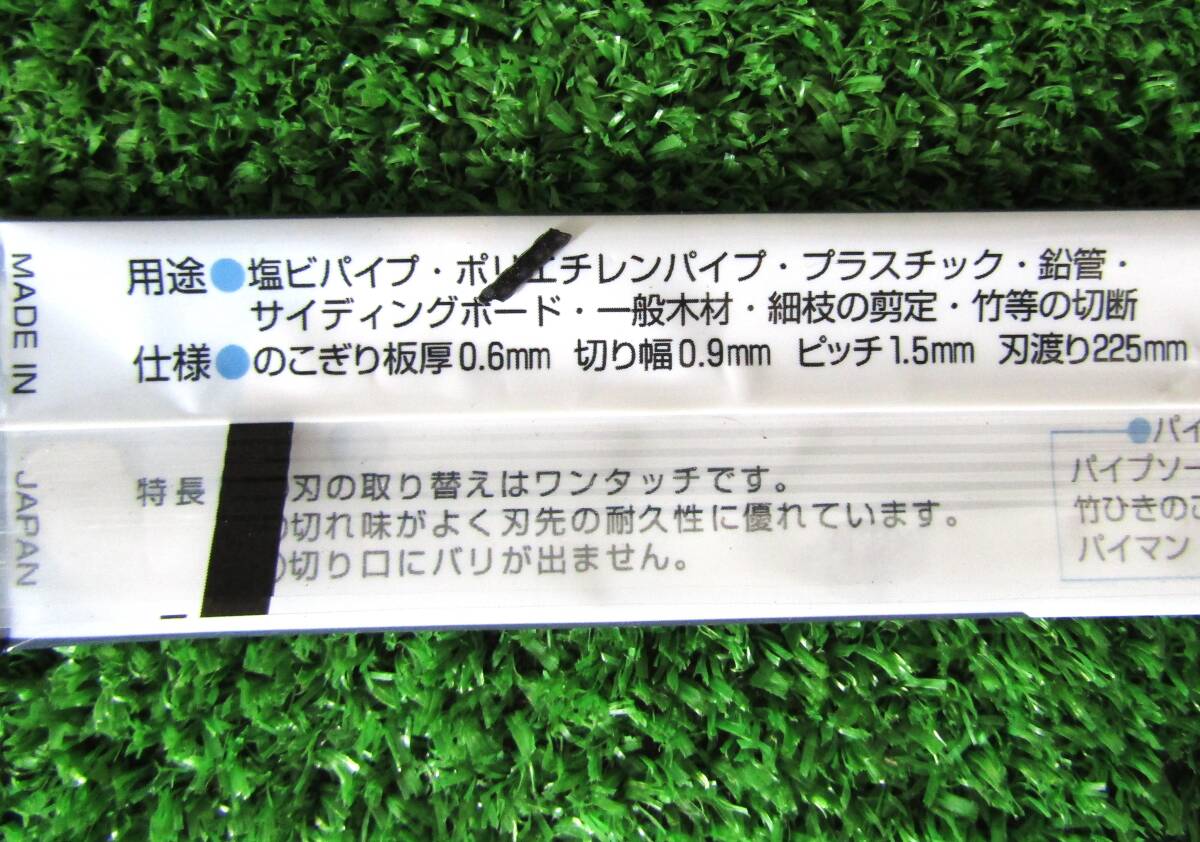 用途●塩ビパイプ・ポリエチレンパイプ・プラスチック・鉛管・
サイディングボード・一般木材・細枝の剪定・竹等の切断
仕様●のこぎり板厚0.6mm 切り幅0.9mm ピッチ1.5mm 刃渡り225mm
MADE IN JAPAN
特長
刃の取り替えはワンタッチです。
切れ味がよく刃先の耐久性に優れています。
切り口にバリが出ません。
●パイ
パイプソー
竹ひきのこ
パイマン